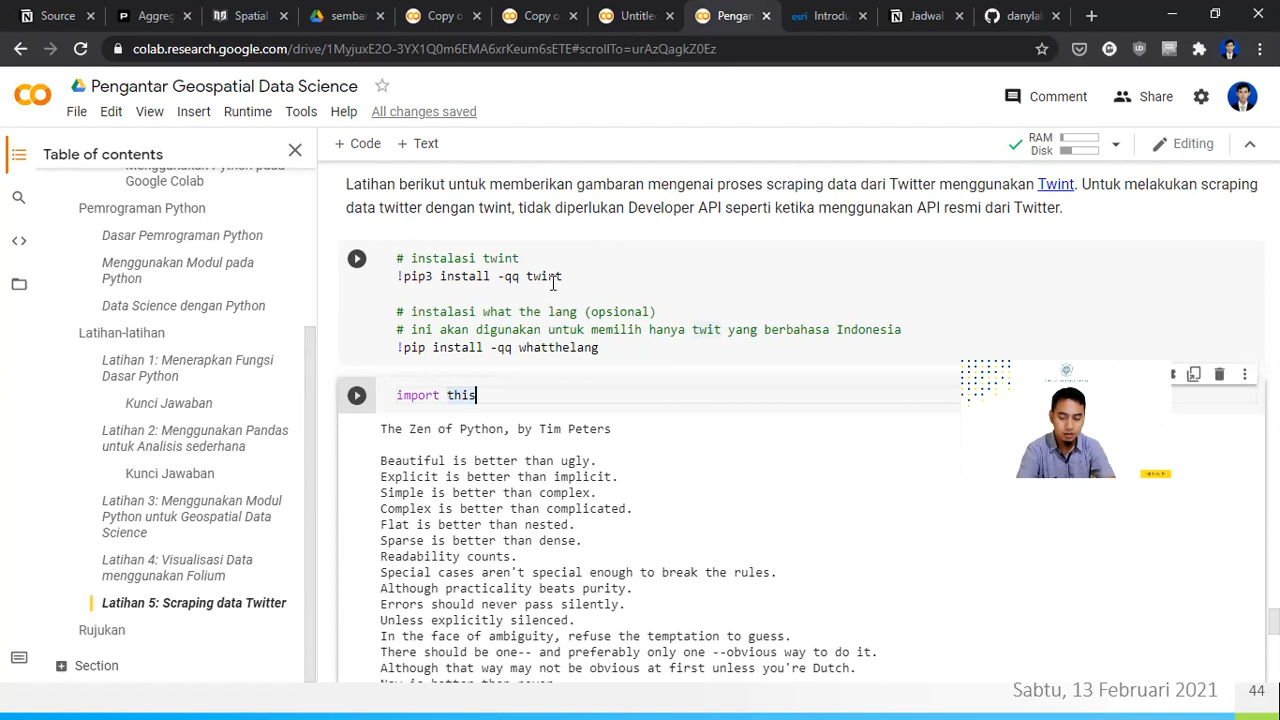 Source
Aggreg
Spatial
sembar
Copy o
Copy o
Untitle
Pengan
esri Introdu
Jadwal
danylak
colab.research.google.com/drive/1MyjuxE2O-3YX1Q0m6EMA6xrKeum6sETE#scrollTo=urAzQagkZ0Ez
Pengantar Geospatial Data Science
File Edit View Insert Runtime Tools Help All changes saved
Comment Share
Table of contents
+ Code + Text
RAM
Disk
Editing
Menggunakan Python pada
Google Colab
Pemrograman Python
Dasar Pemrograman Python
Menggunakan Modul pada
Python
Data Science dengan Python
Latihan-latihan
Latihan 1: Menerapkan Fungsi
Dasar Python
Kunci Jawaban
Latihan 2: Menggunakan Pandas
untuk Analisis sederhana
Kunci Jawaban
Latihan 3: Menggunakan Modul
Python untuk Geospatial Data
Science
Latihan 4: Visualisasi Data
menggunakan Folium
Latihan 5: Scraping data Twitter
Rujukan
Section
Latihan berikut untuk memberikan gambaran mengenai proses scraping data dari Twitter menggunakan Twint. Untuk melakukan scraping
data twitter dengan twint, tidak diperlukan Developer API seperti ketika menggunakan API resmi dari Twitter.
# instalasi twint
!pip3 install -qq twint
# instalasi what the lang (opsional)
# ini akan digunakan untuk memilih hanya twit yang berbahasa Indonesia
!pip install -qq whatthelang
import this
The Zen of Python, by Tim Peters
Beautiful is better than ugly.
Explicit is better than implicit.
Simple is better than complex.
Complex is better than complicated.
Flat is better than nested.
Sparse is better than dense.
Readability counts.
Special cases aren't special enough to break the rules.
Although practicality beats purity.
Errors should never pass silently.
Unless explicitly silenced.
In the face of ambiguity, refuse the temptation to guess.
There should be one-- and preferably only one --obvious way to do it.
Although that way may not be obvious at first unless you're Dutch.
Now is better than never.
Sabtu, 13 Februari 2021
44